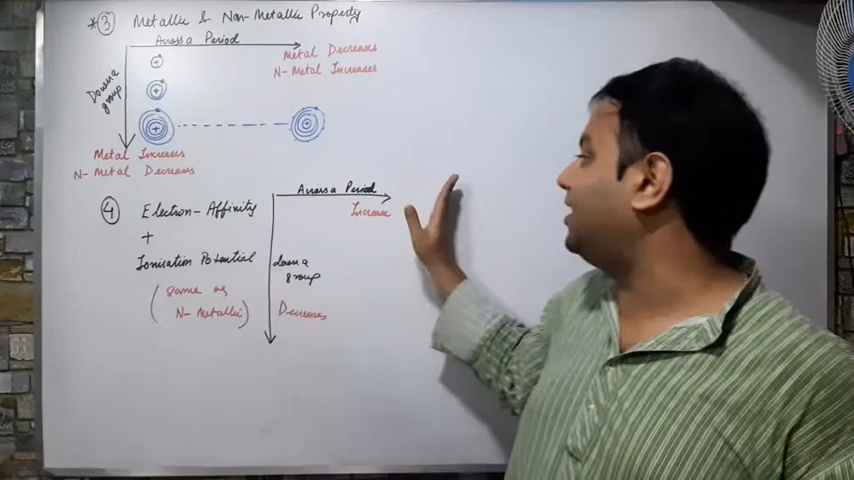 *③ Metallic & Non-Metallic Property
Across a Period
Metal Decreases
N-Metal Increases
Down a
group
Metal Increases
N-Metal Decreases
④ Electron-Affinity
+
Ionisation Potential
(same as
N-Metallic)
Across a Period
Increase
down a
group
Decreases